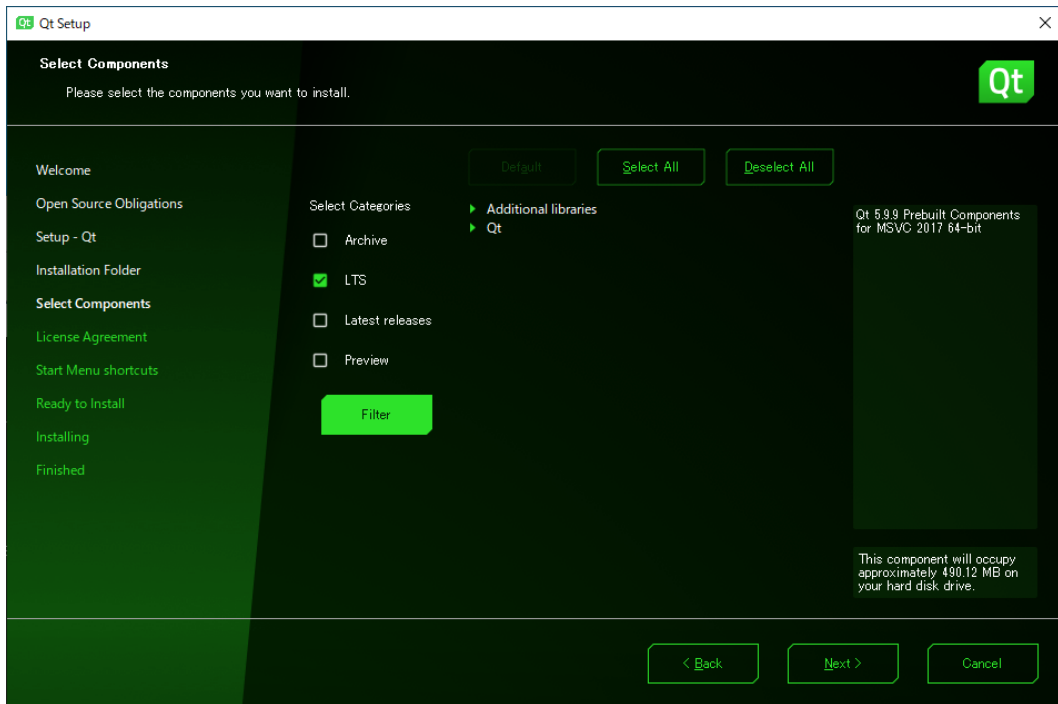 Qt Qt Setup
Select Components
Please select the components you want to install.
Qt
Welcome
Open Source Obligations
Setup - Qt
Installation Folder
Select Components
License Agreement
Start Menu shortcuts
Ready to Install
Installing
Finished
Default
Select All
Deselect All
Select Categories
Archive
LTS
Latest releases
Preview
Filter
Additional libraries
Qt
Qt 5.9.9 Prebuilt Components
for MSVC 2017 64-bit
This component will occupy
approximately 490.12 MB on
your hard disk drive.
< Back
Next >
Cancel